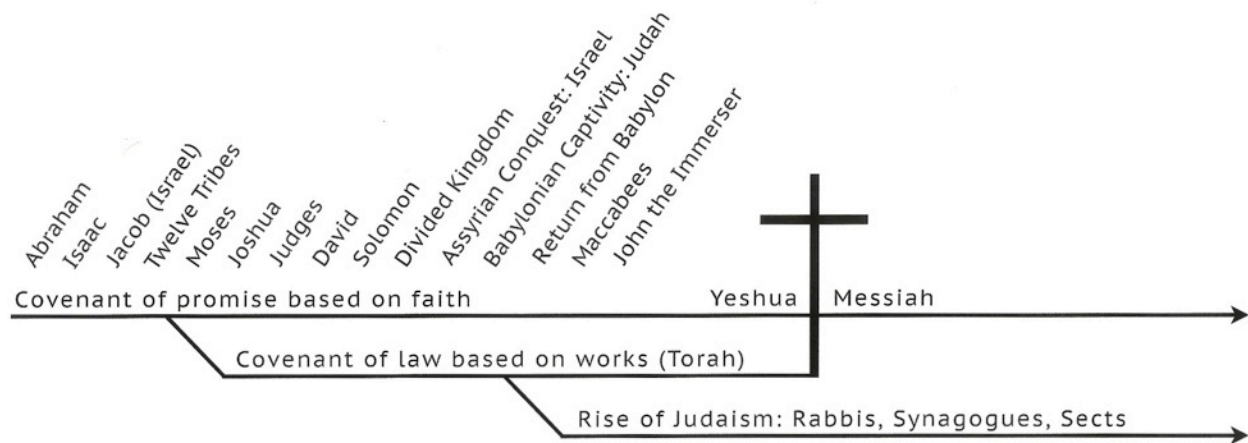 Abraham
Isaac
Jacob (Israel)
Twelve Tribes
Moses
Joshua
Judges
David
Solomon
Divided Kingdom
Assyrian Conquest: Israel
Babylonian Captivity: Judah
Return from Babylon
Maccabees
John the Immerser
Covenant of promise based on faith
Yeshua Messiah
Covenant of law based on works (Torah)
Rise of Judaism: Rabbis, Synagogues, Sects